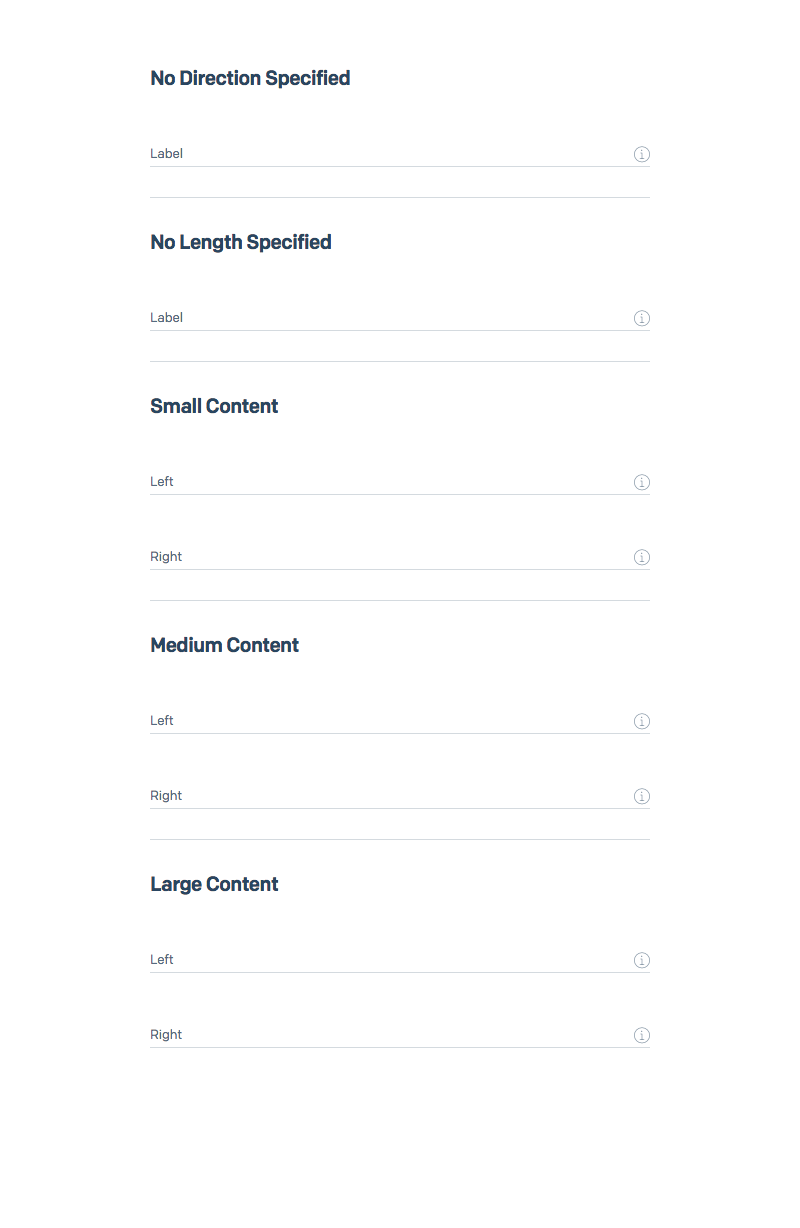 No Direction Specified
Label
No Length Specified
Label
Small Content
Left
Right
Medium Content
Left
Right
Large Content
Left
Right